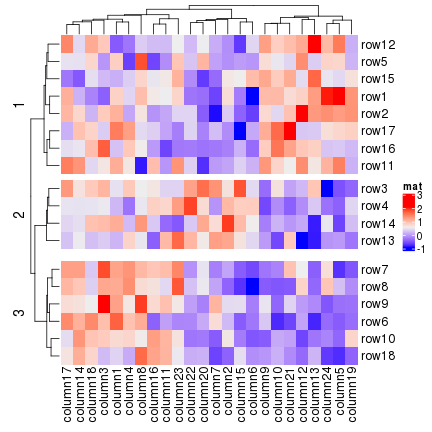 1
row12
row5
row15
row1
row2
row17
row16
row11
2
row3
row4
row14
row13
3
row7
row8
row9
row6
row10
row18
column17
column14
column18
column3
column1
column4
column8
column16
column11
column23
column22
column20
column7
column2
column15
column6
column9
column10
column21
column12
column13
column24
column5
column19
mat
3
2
1
0
-1